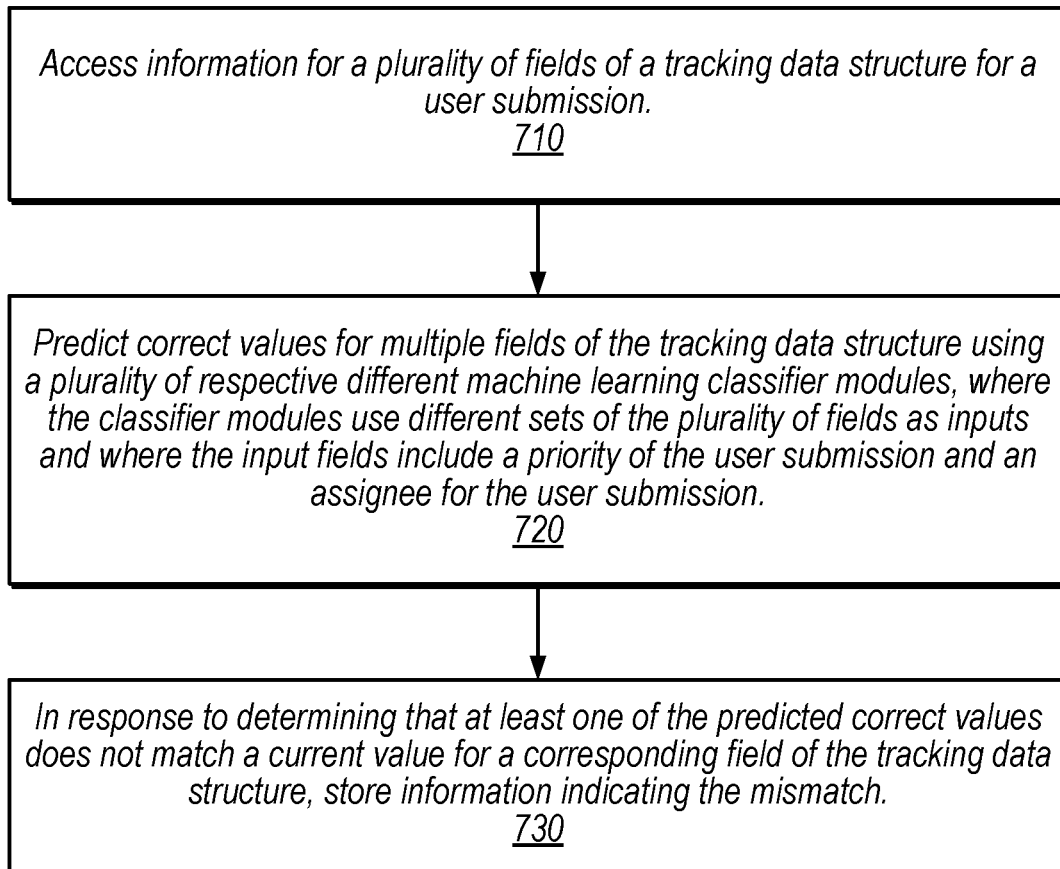 Access information for a plurality of fields of a tracking data structure for a
user submission.
710
Predict correct values for multiple fields of the tracking data structure using
a plurality of respective different machine learning classifier modules, where
the classifier modules use different sets of the plurality of fields as inputs
and where the input fields include a priority of the user submission and an
assignee for the user submission.
720
In response to determining that at least one of the predicted correct values
does not match a current value for a corresponding field of the tracking data
structure, store information indicating the mismatch.
730